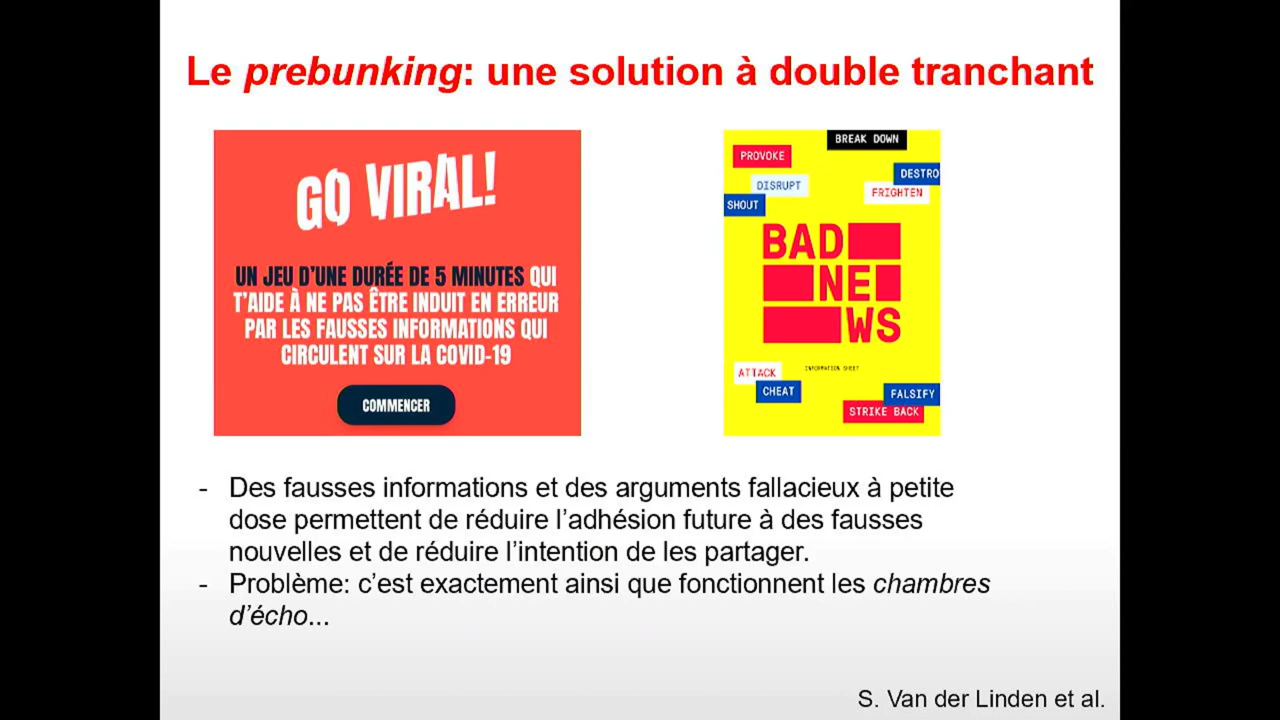 Le prebunking: une solution à double tranchant
GO VIRAL!
UN JEU D'UNE DURÉE DE 5 MINUTES QUI
T'AIDE À NE PAS ÊTRE INDUIT EN ERREUR
PAR LES FAUSSES INFORMATIONS QUI
CIRCULENT SUR LA COVID-19
COMMENCER
BREAK DOWN
PROVOKE
DESTRO
DISRUPT
FRIGHTEN
SHOUT
BAD
NE
WS
INFORMATION SHEET
ATTACK
CHEAT
FALSIFY
STRIKE BACK
- Des fausses informations et des arguments fallacieux à petite
dose permettent de réduire l'adhésion future à des fausses
nouvelles et de réduire l'intention de les partager.
- Problème: c'est exactement ainsi que fonctionnent les chambres
d'écho...
S. Van der Linden et al.